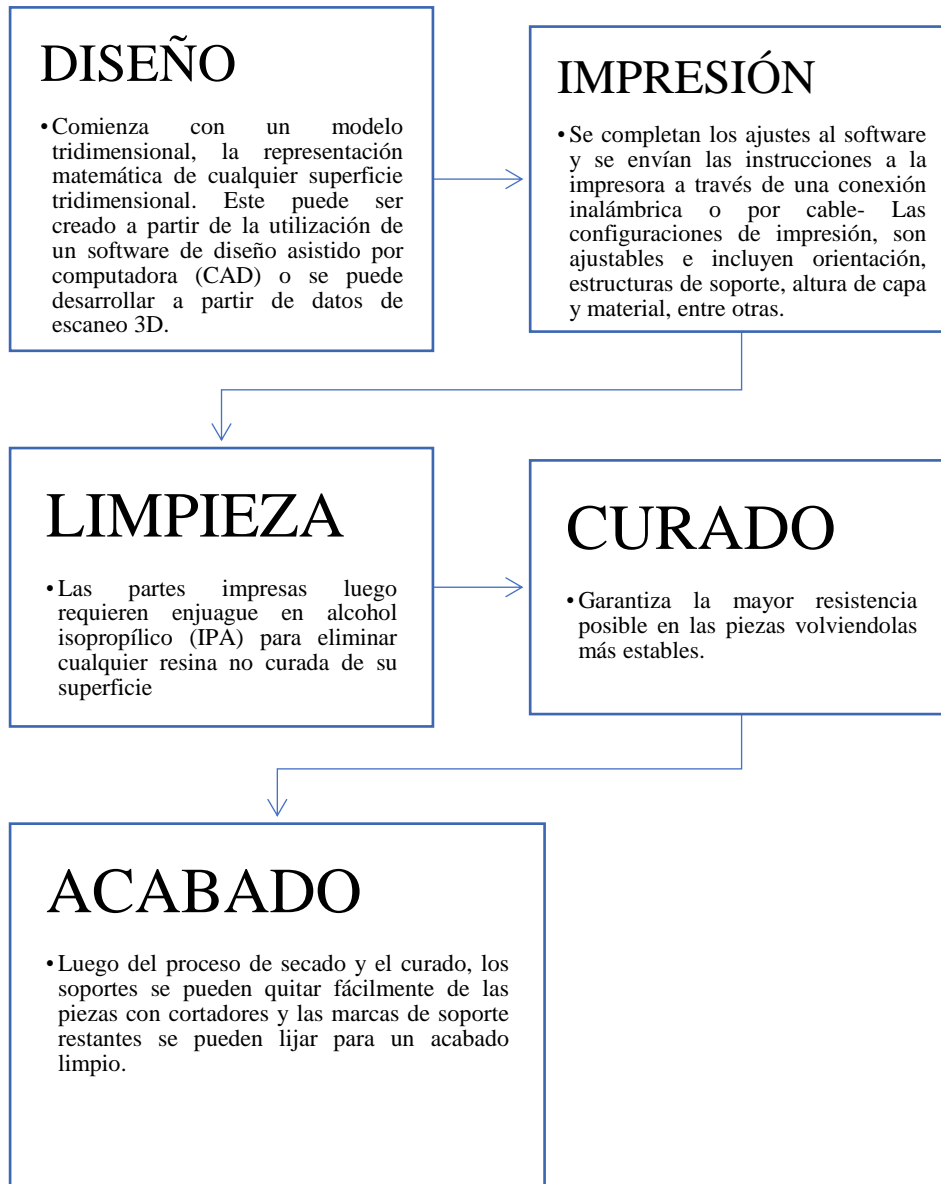 DISEÑO
•Comienza con un modelo
tridimensional, la representación
matemática de cualquier superficie
tridimensional. Este puede ser
creado a partir de la utilización de
un software de diseño asistido por
computadora (CAD) o se puede
desarrollar a partir de datos de
escaneo 3D.
IMPRESIÓN
•Se completan los ajustes al software
y se envían las instrucciones a la
impresora a través de una conexión
inalámbrica o por cable- Las
configuraciones de impresión, son
ajustables e incluyen orientación,
estructuras de soporte, altura de capa
y material, entre otras.
LIMPIEZA
•Las partes impresas luego
requieren enjuague en alcohol
isopropílico (IPA) para eliminar
cualquier resina no curada de su
superficie
CURADO
•Garantiza la mayor resistencia
posible en las piezas volviendolas
más estables.
ACABADO
•Luego del proceso de secado y el curado, los
soportes se pueden quitar fácilmente de las
piezas con cortadores y las marcas de soporte
restantes se pueden lijar para un acabado
limpio.